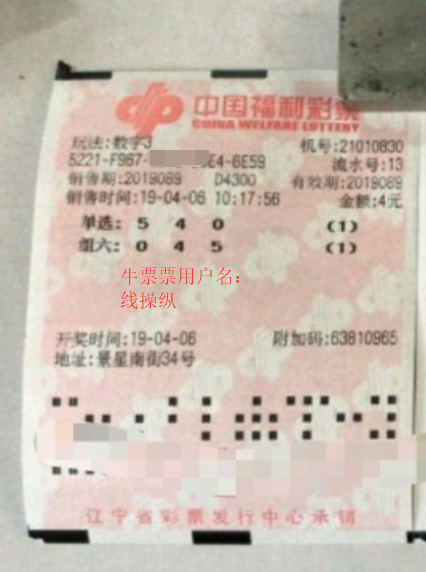 中国福利彩票
CHINA WELFARE LOTTERY
玩法:数字3 机号:21010830
5221-F967- E4-6E59 流水号:13
销售期:2019089 D4300 有效期:2019089
销售时间:19-04-06 10:17:56 金额:4元
单选: 5 4 0 (1)
组六: 0 4 5 (1)
牛票票用户名:
线操纵
开奖时间:19-04-06 附加码:63810965
地址:景星南街34号
辽宁省彩票发行中心承销